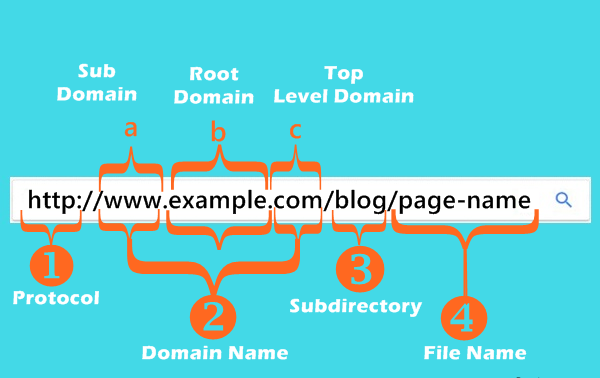 Sub
Domain
Root
Domain
Top
Level Domain
a
b
c
http://www.example.com/blog/page-name
1
Protocol
2
Domain Name
3
Subdirectory
4
File Name